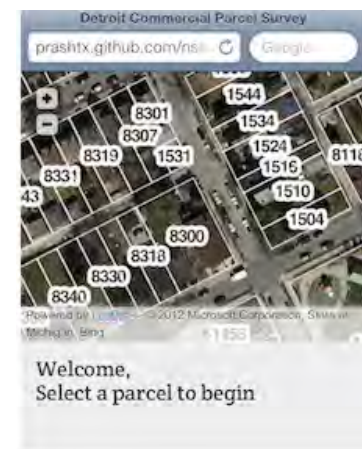 Detroit Commercial Parcel Survey
prashtx.github.com/ns
Google
+
1544
8301
1534
8307
1524
8118
8319
1531
1516
8331
1510
43
1504
8300
8318
8330
8340
Powered by Leaflet 2012 Microsoft Corporation, State of
Michigan, Bing
Welcome,
Select a parcel to begin